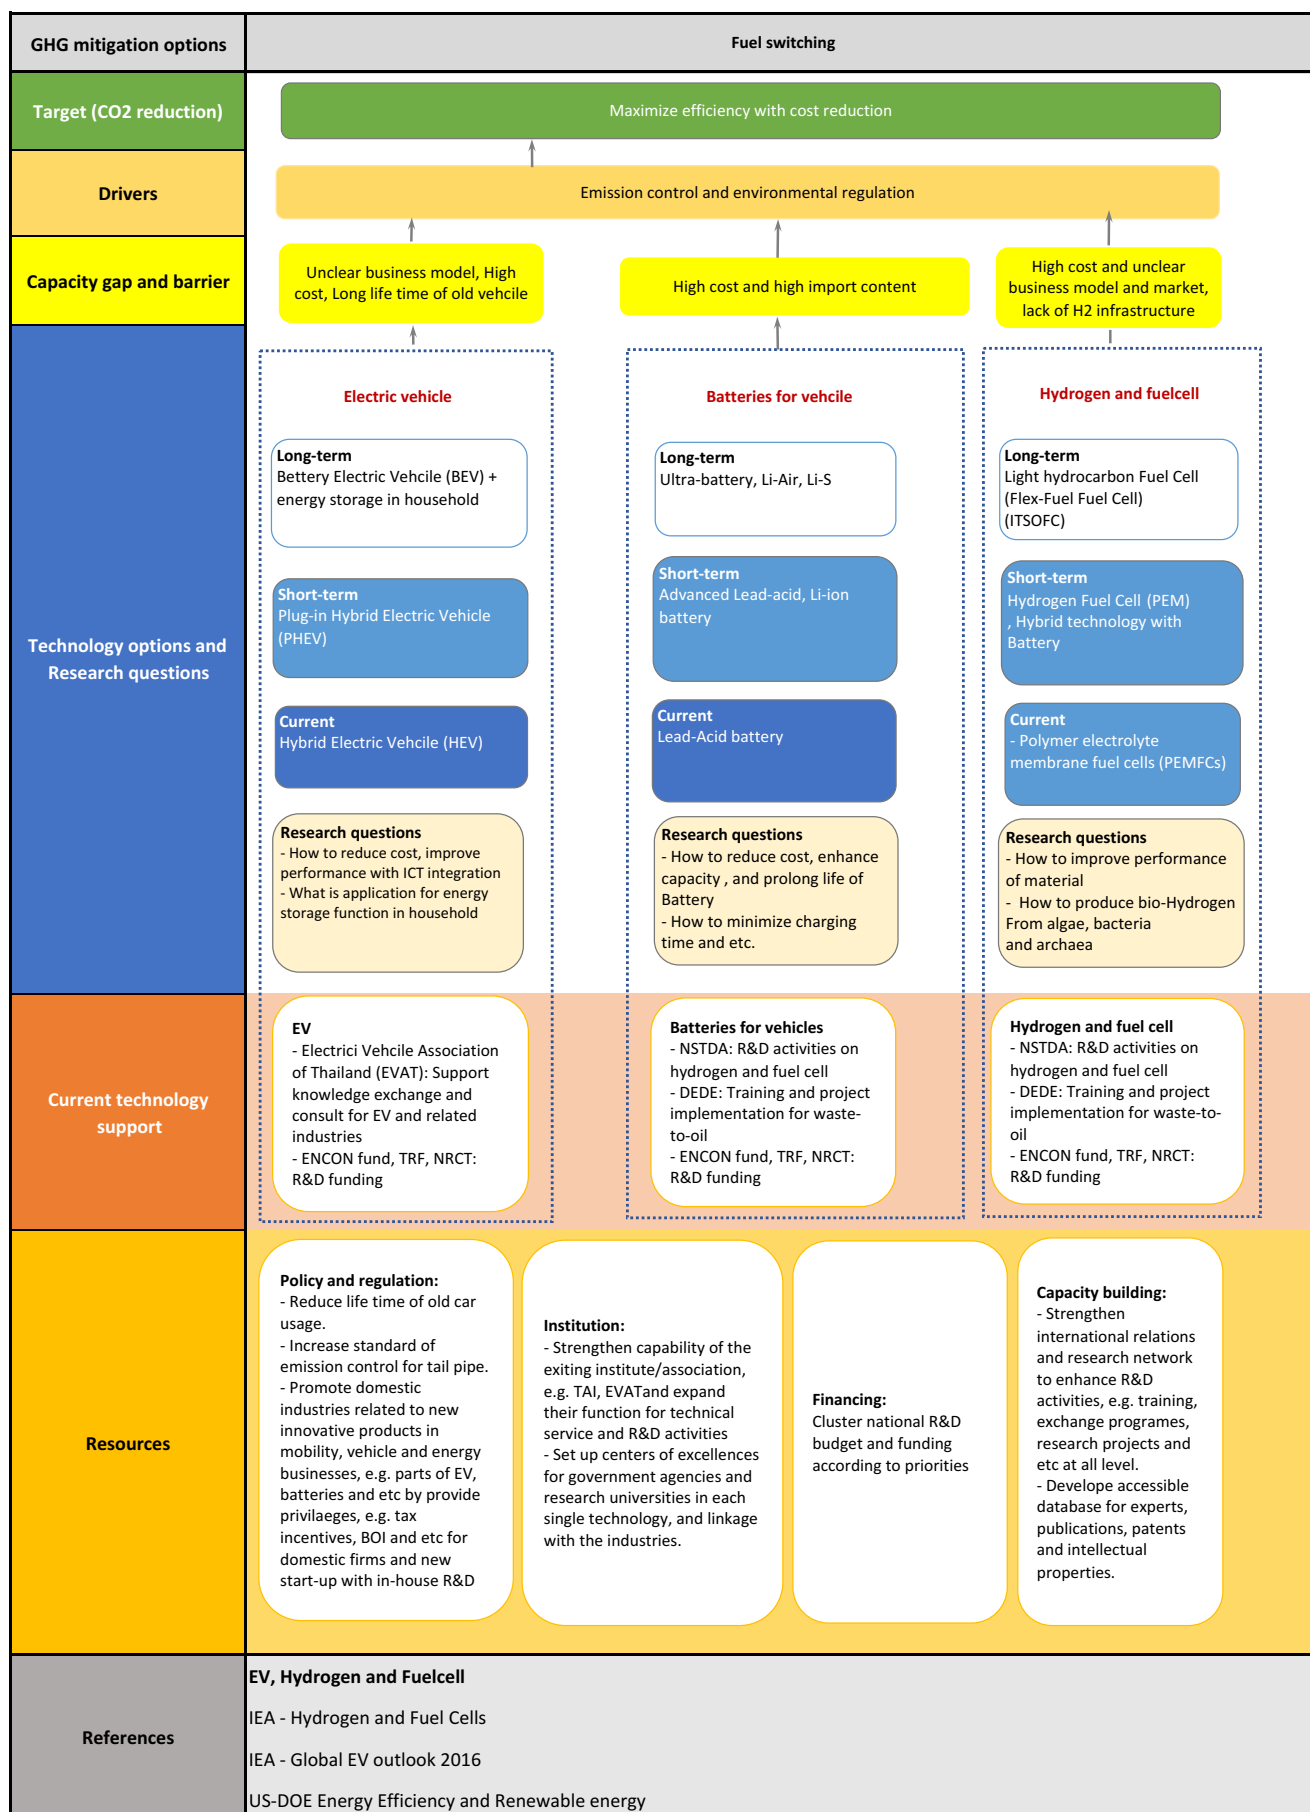 GHG mitigation options
Fuel switching
Target (CO2 reduction)
Maximize efficiency with cost reduction
Drivers
Emission control and environmental regulation
Capacity gap and barrier
Unclear business model, High
cost, Long life time of old vehcile
High cost and high import content
High cost and unclear
business model and market,
lack of H2 infrastructure
Technology options and
Research questions
Electric vehicle
Long-term
Bettery Electric Vehcile (BEV) +
energy storage in household
Short-term
Plug-in Hybrid Electric Vehicle
(PHEV)
Current
Hybrid Electric Vehcile (HEV)
Research questions
- How to reduce cost, improve
performance with ICT integration
- What is application for energy
storage function in household
Batteries for vehcile
Long-term
Ultra-battery, Li-Air, Li-S
Short-term
Advanced Lead-acid, Li-ion
battery
Current
Lead-Acid battery
Research questions
- How to reduce cost, enhance
capacity , and prolong life of
Battery
- How to minimize charging
time and etc.
Hydrogen and fuelcell
Long-term
Light hydrocarbon Fuel Cell
(Flex-Fuel Fuel Cell)
(ITSOFC)
Short-term
Hydrogen Fuel Cell (PEM)
, Hybrid technology with
Battery
Current
- Polymer electrolyte
membrane fuel cells (PEMFCs)
Research questions
- How to improve performance
of material
- How to produce bio-Hydrogen
From algae, bacteria
and archaea
Current technology
support
EV
- Electrici Vehcile Association
of Thailand (EVAT): Support
knowledge exchange and
consult for EV and related
industries
- ENCON fund, TRF, NRCT:
R&D funding
Batteries for vehicles
- NSTDA: R&D activities on
hydrogen and fuel cell
- DEDE: Training and project
implementation for waste-
to-oil
- ENCON fund, TRF, NRCT:
R&D funding
Hydrogen and fuel cell
- NSTDA: R&D activities on
hydrogen and fuel cell
- DEDE: Training and project
implementation for waste-to-
oil
- ENCON fund, TRF, NRCT:
R&D funding
Resources
Policy and regulation:
- Reduce life time of old car
usage.
- Increase standard of
emission control for tail pipe.
- Promote domestic
industries related to new
innovative products in
mobility, vehicle and energy
businesses, e.g. parts of EV,
batteries and etc by provide
privilaeges, e.g. tax
incentives, BOI and etc for
domestic firms and new
start-up with in-house R&D
Institution:
- Strengthen capability of the
exiting institute/association,
e.g. TAI, EVATand expand
their function for technical
service and R&D activities
- Set up centers of excellences
for government agencies and
research universities in each
single technology, and linkage
with the industries.
Financing:
Cluster national R&D
budget and funding
according to priorities
Capacity building:
- Strengthen
international relations
and research network
to enhance R&D
activities, e.g. training,
exchange programes,
research projects and
etc at all level.
- Develope accessible
database for experts,
publications, patents
and intellectual
properties.
References
EV, Hydrogen and Fuelcell
IEA - Hydrogen and Fuel Cells
IEA - Global EV outlook 2016
US-DOE Energy Efficiency and Renewable energy